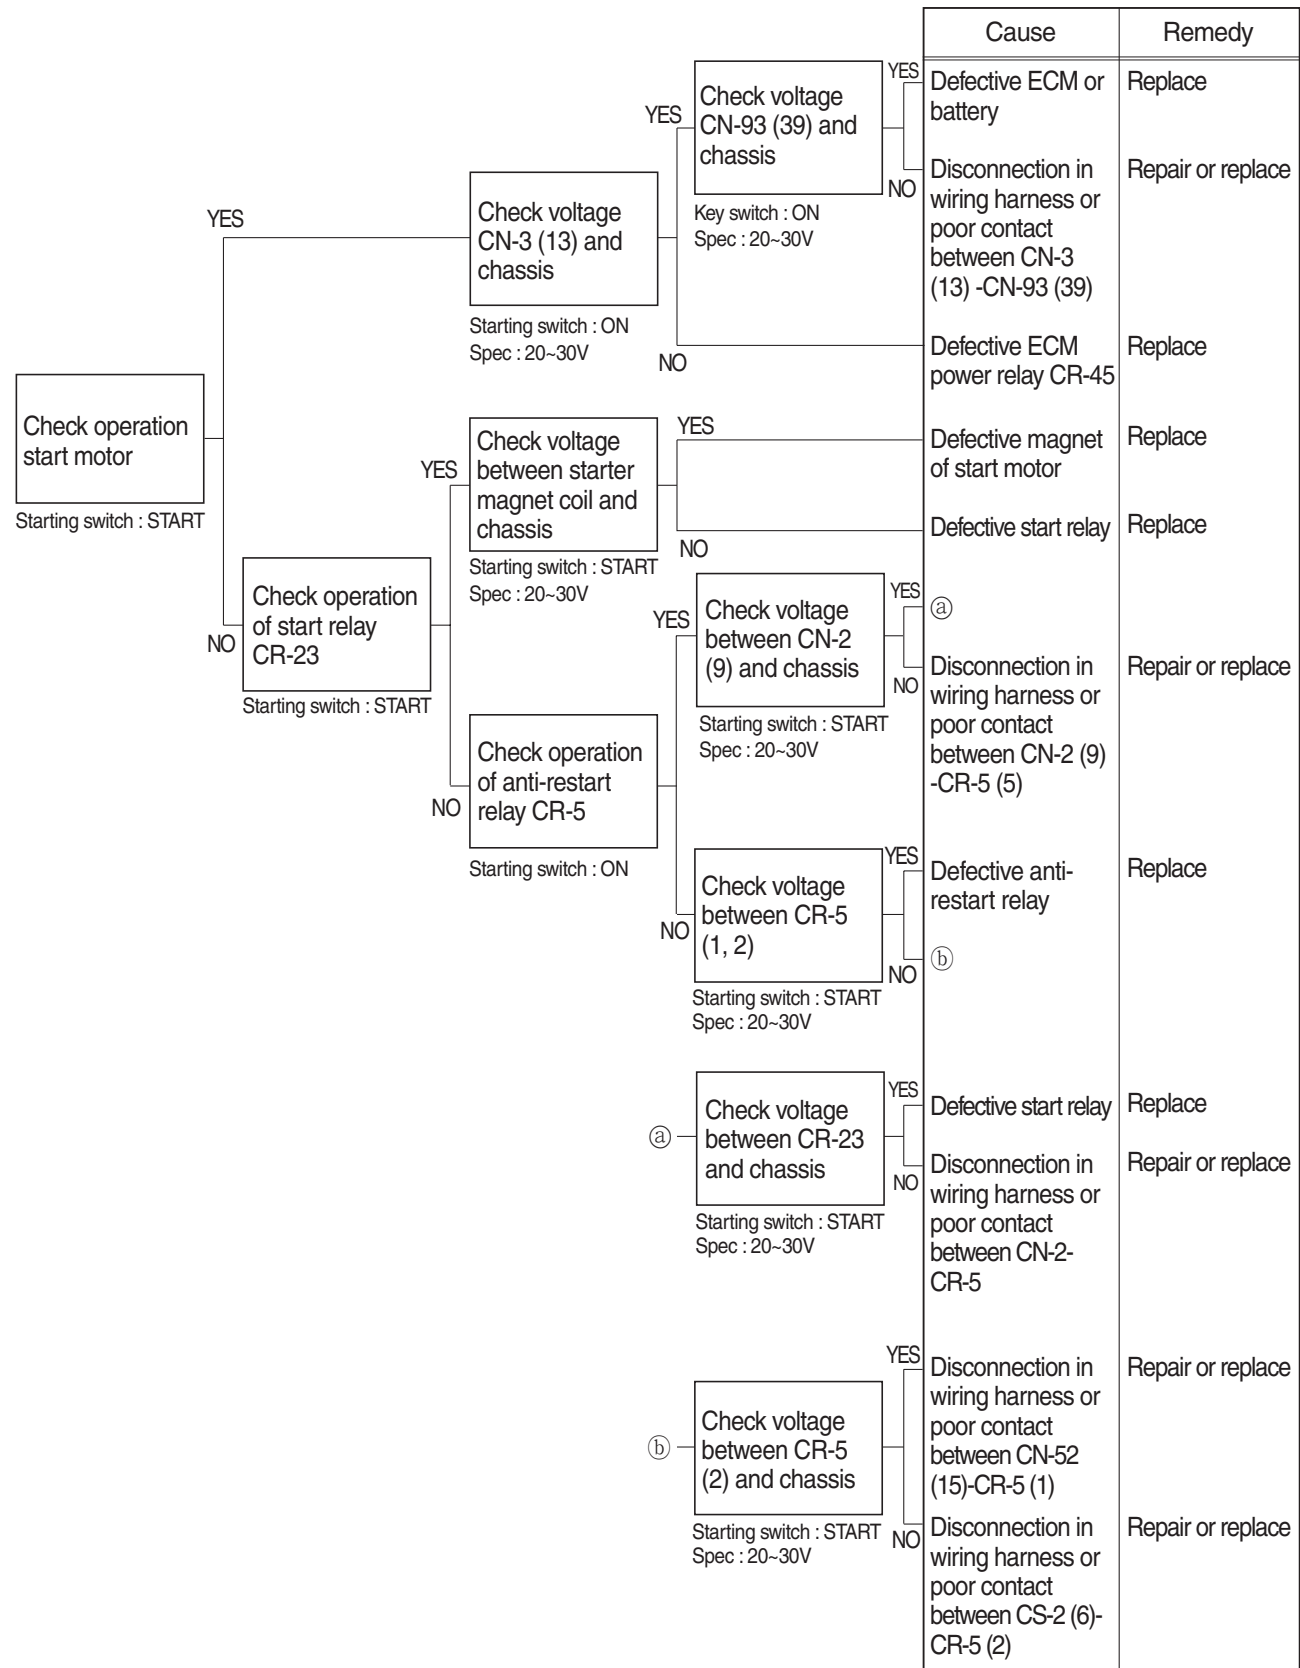 Cause
Remedy
YES
Defective ECM or
battery
Replace
YES
Check voltage
CN-93 (39) and
chassis
NO
Disconnection in
wiring harness or
poor contact
between CN-3
(13) -CN-93 (39)
Repair or replace
Key switch : ON
Spec : 20~30V
YES
Check voltage
CN-3 (13) and
chassis
Starting switch : ON
Spec : 20~30V
NO
Defective ECM
power relay CR-45
Replace
Check operation
start motor
Starting switch : START
YES
Check voltage
between starter
magnet coil and
chassis
Starting switch : START
Spec : 20~30V
YES
Defective magnet
of start motor
Replace
NO
Defective start relay
Replace
NO
Check operation
of start relay
CR-23
Starting switch : START
YES
Check voltage
between CN-2
(9) and chassis
Starting switch : START
Spec : 20~30V
YES
ⓐ
NO
Disconnection in
wiring harness or
poor contact
between CN-2 (9)
-CR-5 (5)
Repair or replace
NO
Check operation
of anti-restart
relay CR-5
Starting switch : ON
NO
Check voltage
between CR-5
(1, 2)
Starting switch : START
Spec : 20~30V
YES
Defective anti-
restart relay
Replace
NO
ⓑ
ⓐ
Check voltage
between CR-23
and chassis
Starting switch : START
Spec : 20~30V
YES
Defective start relay
Replace
NO
Disconnection in
wiring harness or
poor contact
between CN-2-
CR-5
Repair or replace
ⓑ
Check voltage
between CR-5
(2) and chassis
Starting switch : START
Spec : 20~30V
YES
Disconnection in
wiring harness or
poor contact
between CN-52
(15)-CR-5 (1)
Repair or replace
NO
Disconnection in
wiring harness or
poor contact
between CS-2 (6)-
CR-5 (2)
Repair or replace